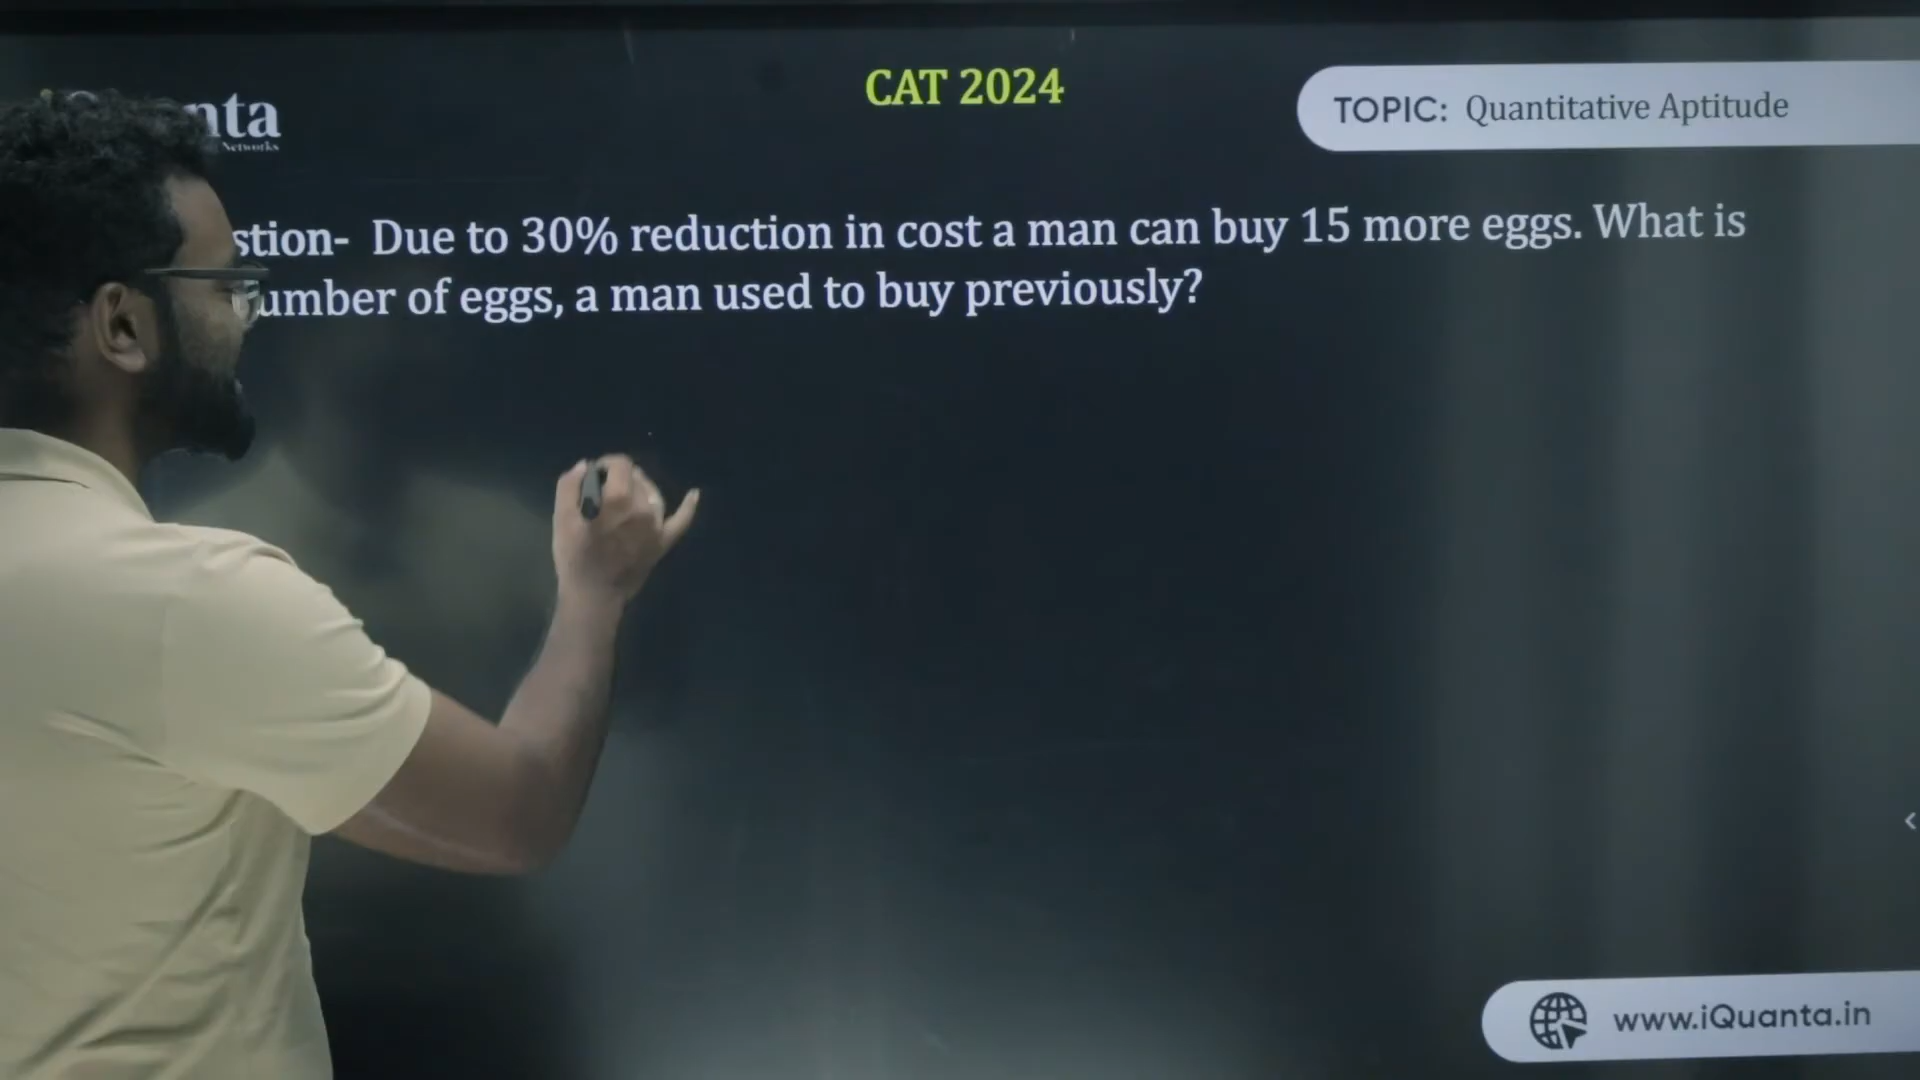 nta
Networks
CAT 2024
TOPIC: Quantitative Aptitude
stion- Due to 30% reduction in cost a man can buy 15 more eggs. What is
umber of eggs, a man used to buy previously?
<
www.iQuanta.in